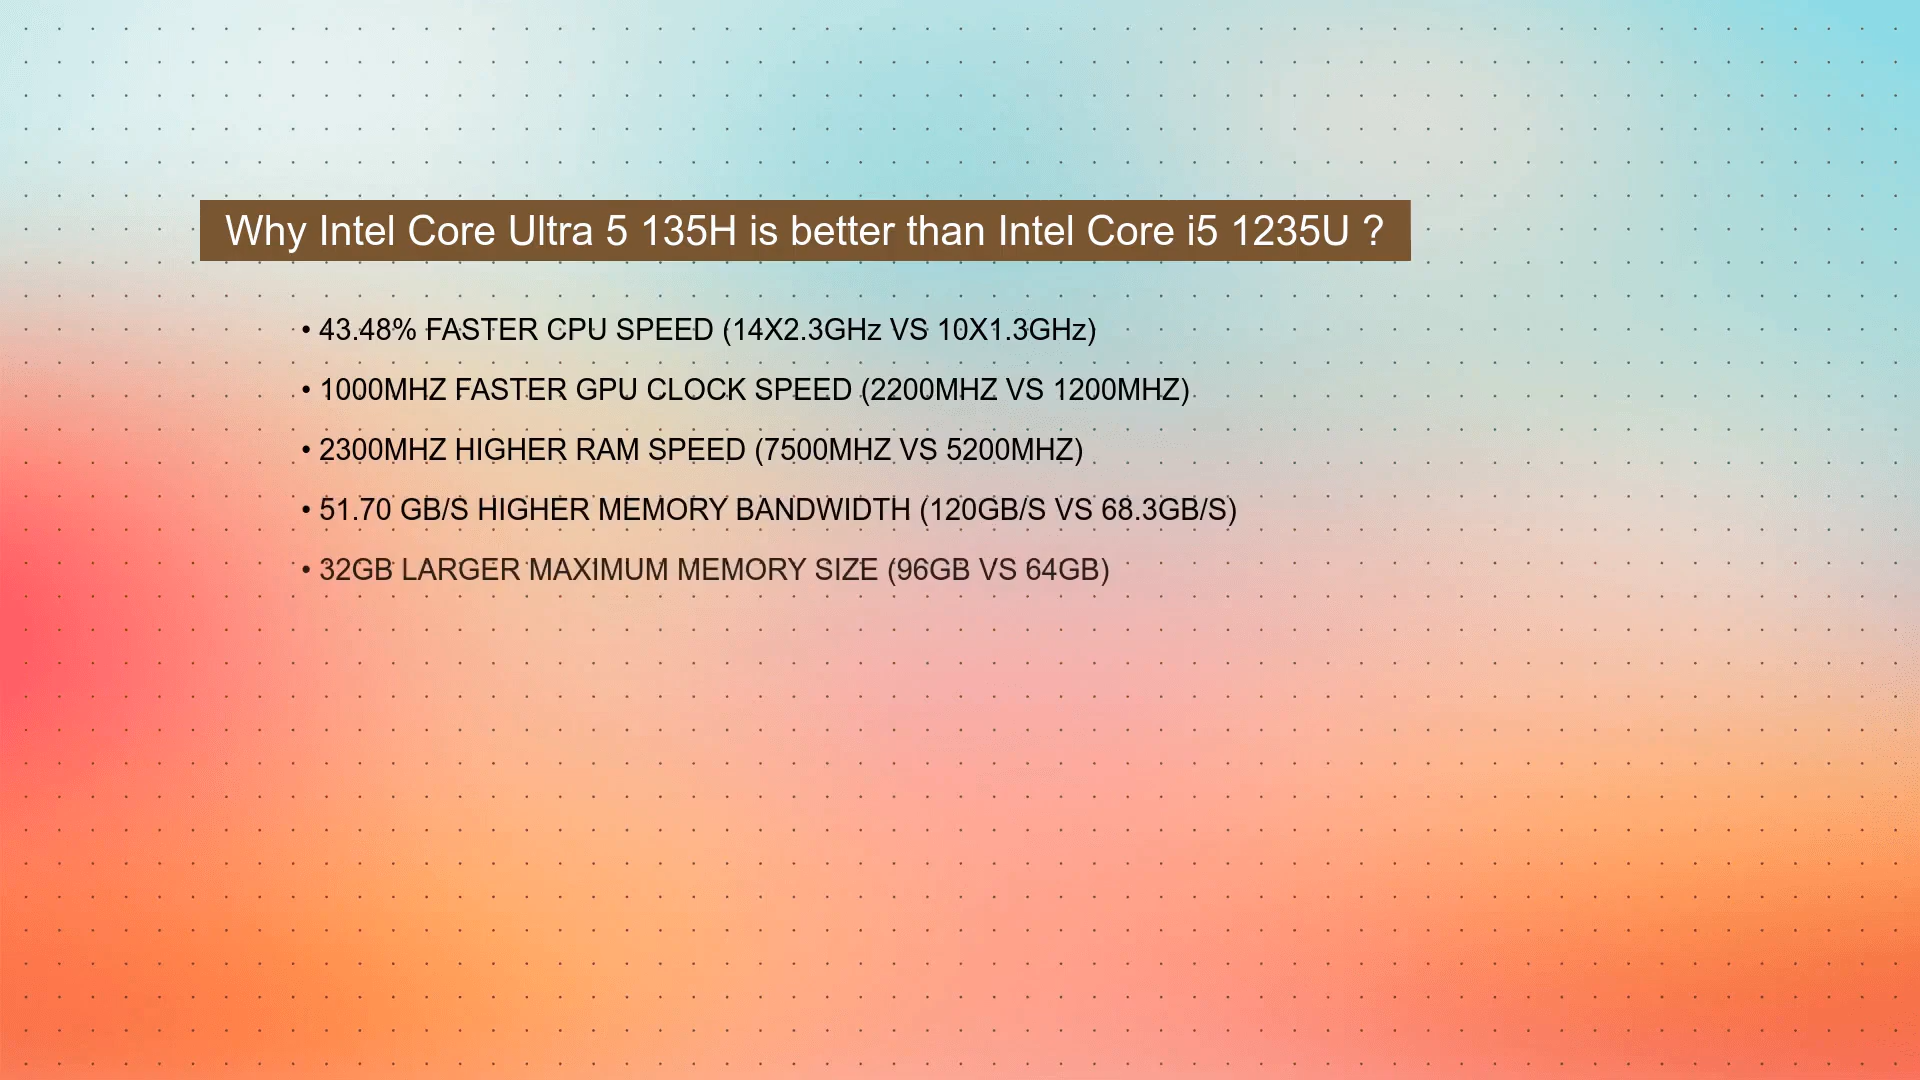 Why Intel Core Ultra 5 135H is better than Intel Core i5 1235U ?
• 43.48% FASTER CPU SPEED (14X2.3GHz VS 10X1.3GHz)
• 1000MHZ FASTER GPU CLOCK SPEED (2200MHZ VS 1200MHZ)
• 2300MHZ HIGHER RAM SPEED (7500MHZ VS 5200MHZ)
• 51.70 GB/S HIGHER MEMORY BANDWIDTH (120GB/S VS 68.3GB/S)
• 32GB LARGER MAXIMUM MEMORY SIZE (96GB VS 64GB)